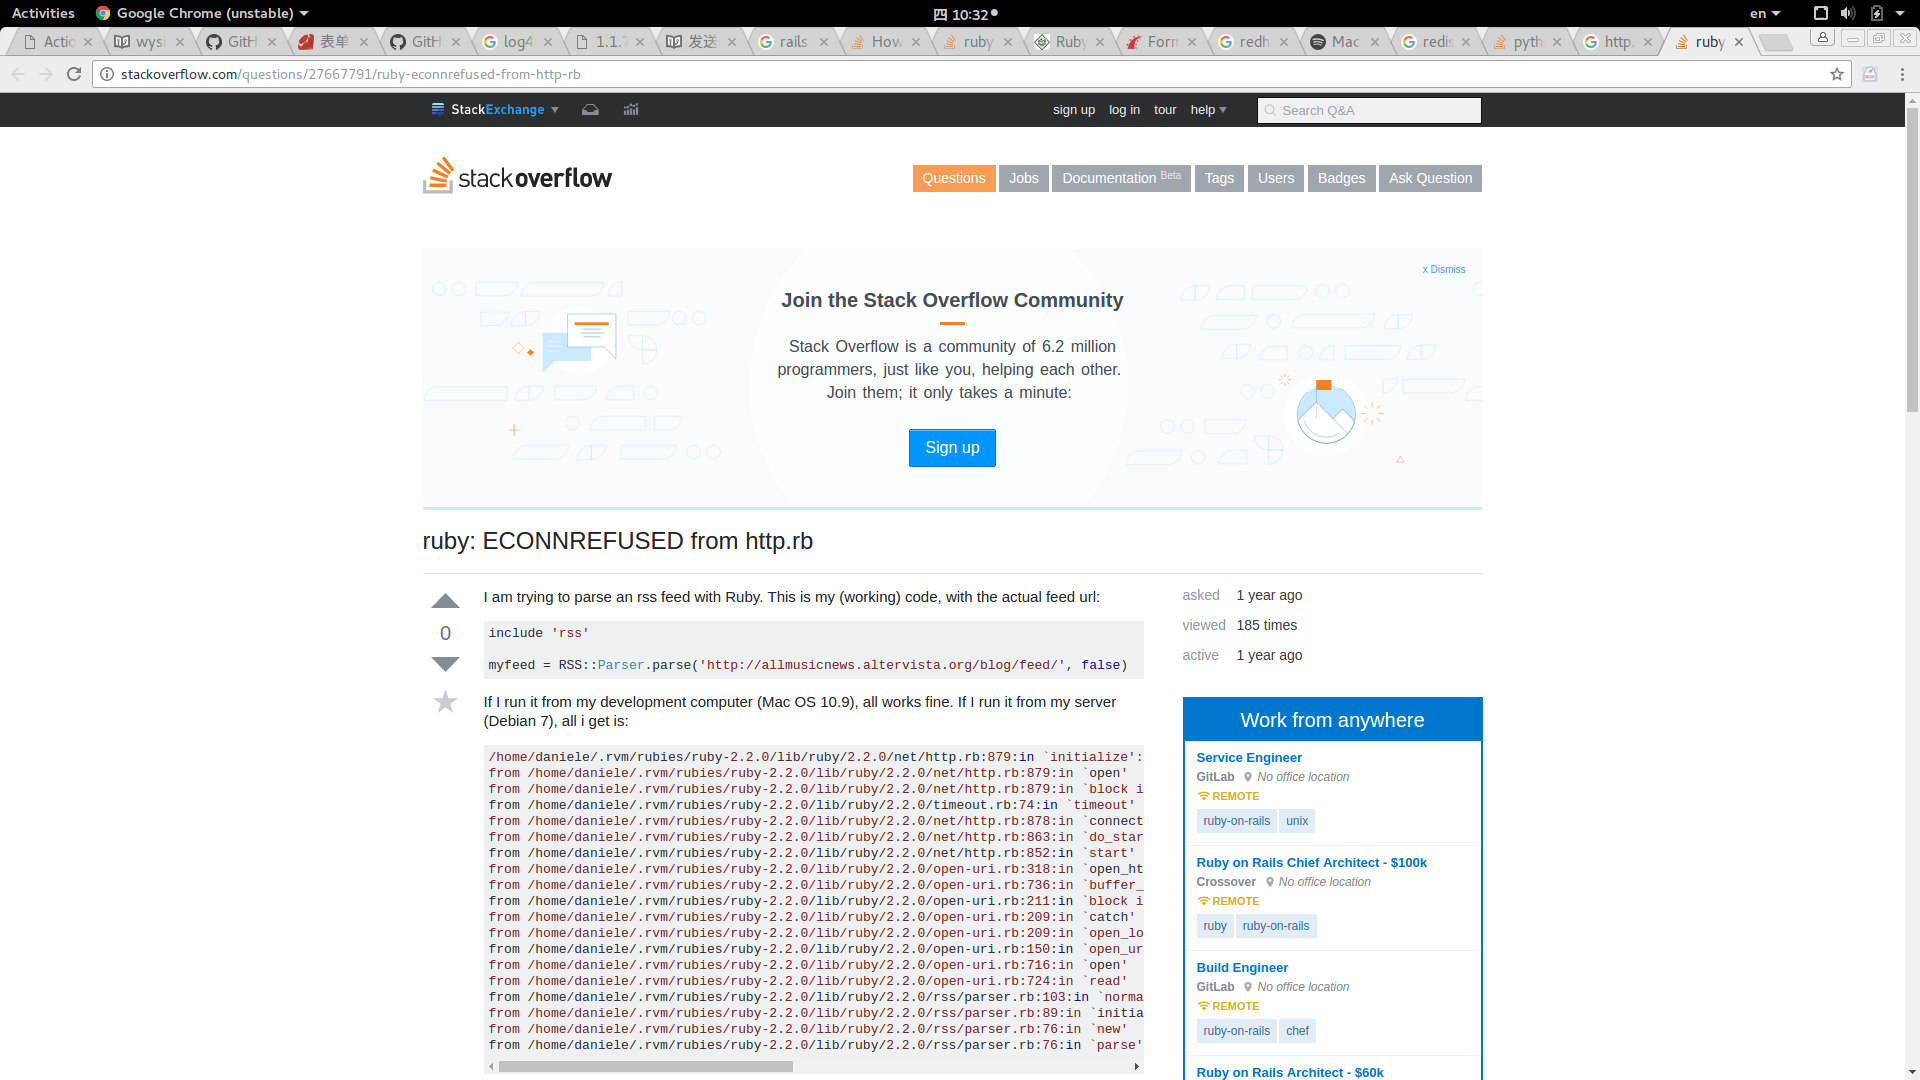 Activities Google Chrome (unstable) 四 10:32 en
Actio wysi GitH 表单 GitH log4 1.1.7 发送 rails How ruby Ruby Form redh Mac redis pyth http. ruby
stackoverflow.com/questions/27667791/ruby-econnrefused-from-http-rb
StackExchange sign up log in tour help Search Q&A
stackoverflow Questions Jobs Documentation Beta Tags Users Badges Ask Question
x Dismiss
Join the Stack Overflow Community
Stack Overflow is a community of 6.2 million
programmers, just like you, helping each other.
Join them; it only takes a minute:
Sign up
ruby: ECONNREFUSED from http.rb
0
I am trying to parse an rss feed with Ruby. This is my (working) code, with the actual feed url:
include 'rss'
myfeed = RSS::Parser.parse('http://allmusicnews.altervista.org/blog/feed/', false)
If I run it from my development computer (Mac OS 10.9), all works fine. If I run it from my server
(Debian 7), all i get is:
/home/daniele/.rvm/rubies/ruby-2.2.0/lib/ruby/2.2.0/net/http.rb:879:in `initialize':
from /home/daniele/.rvm/rubies/ruby-2.2.0/lib/ruby/2.2.0/net/http.rb:879:in `open'
from /home/daniele/.rvm/rubies/ruby-2.2.0/lib/ruby/2.2.0/net/http.rb:879:in `block i
from /home/daniele/.rvm/rubies/ruby-2.2.0/lib/ruby/2.2.0/timeout.rb:74:in `timeout'
from /home/daniele/.rvm/rubies/ruby-2.2.0/lib/ruby/2.2.0/net/http.rb:878:in `connect
from /home/daniele/.rvm/rubies/ruby-2.2.0/lib/ruby/2.2.0/net/http.rb:863:in `do_star
from /home/daniele/.rvm/rubies/ruby-2.2.0/lib/ruby/2.2.0/net/http.rb:852:in `start'
from /home/daniele/.rvm/rubies/ruby-2.2.0/lib/ruby/2.2.0/open-uri.rb:318:in `open_ht
from /home/daniele/.rvm/rubies/ruby-2.2.0/lib/ruby/2.2.0/open-uri.rb:736:in `buffer_
from /home/daniele/.rvm/rubies/ruby-2.2.0/lib/ruby/2.2.0/open-uri.rb:211:in `block i
from /home/daniele/.rvm/rubies/ruby-2.2.0/lib/ruby/2.2.0/open-uri.rb:209:in `catch'
from /home/daniele/.rvm/rubies/ruby-2.2.0/lib/ruby/2.2.0/open-uri.rb:209:in `open_lo
from /home/daniele/.rvm/rubies/ruby-2.2.0/lib/ruby/2.2.0/open-uri.rb:150:in `open_ur
from /home/daniele/.rvm/rubies/ruby-2.2.0/lib/ruby/2.2.0/open-uri.rb:716:in `open'
from /home/daniele/.rvm/rubies/ruby-2.2.0/lib/ruby/2.2.0/open-uri.rb:724:in `read'
from /home/daniele/.rvm/rubies/ruby-2.2.0/lib/ruby/2.2.0/rss/parser.rb:103:in `norma
from /home/daniele/.rvm/rubies/ruby-2.2.0/lib/ruby/2.2.0/rss/parser.rb:89:in `initia
from /home/daniele/.rvm/rubies/ruby-2.2.0/lib/ruby/2.2.0/rss/parser.rb:76:in `new'
from /home/daniele/.rvm/rubies/ruby-2.2.0/lib/ruby/2.2.0/rss/parser.rb:76:in `parse'
asked 1 year ago
viewed 185 times
active 1 year ago
Work from anywhere
Service Engineer
GitLab No office location
REMOTE
ruby-on-rails unix
Ruby on Rails Chief Architect - $100k
Crossover No office location
REMOTE
ruby ruby-on-rails
Build Engineer
GitLab No office location
REMOTE
ruby-on-rails chef
Ruby on Rails Architect - $60k